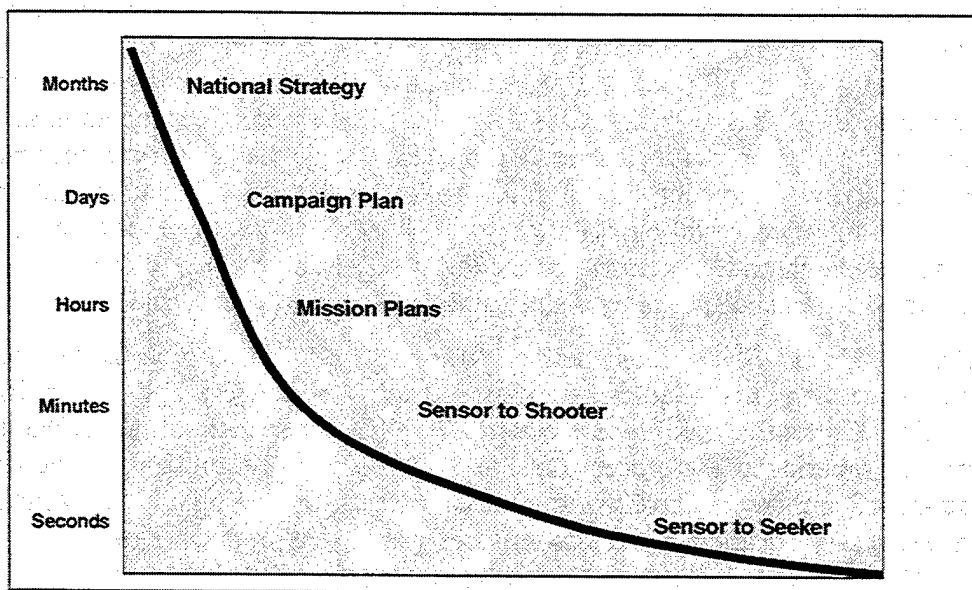 Months
National Strategy
Days
Campaign Plan
Hours
Mission Plans
Minutes
Sensor to Shooter
Seconds
Sensor to Seeker